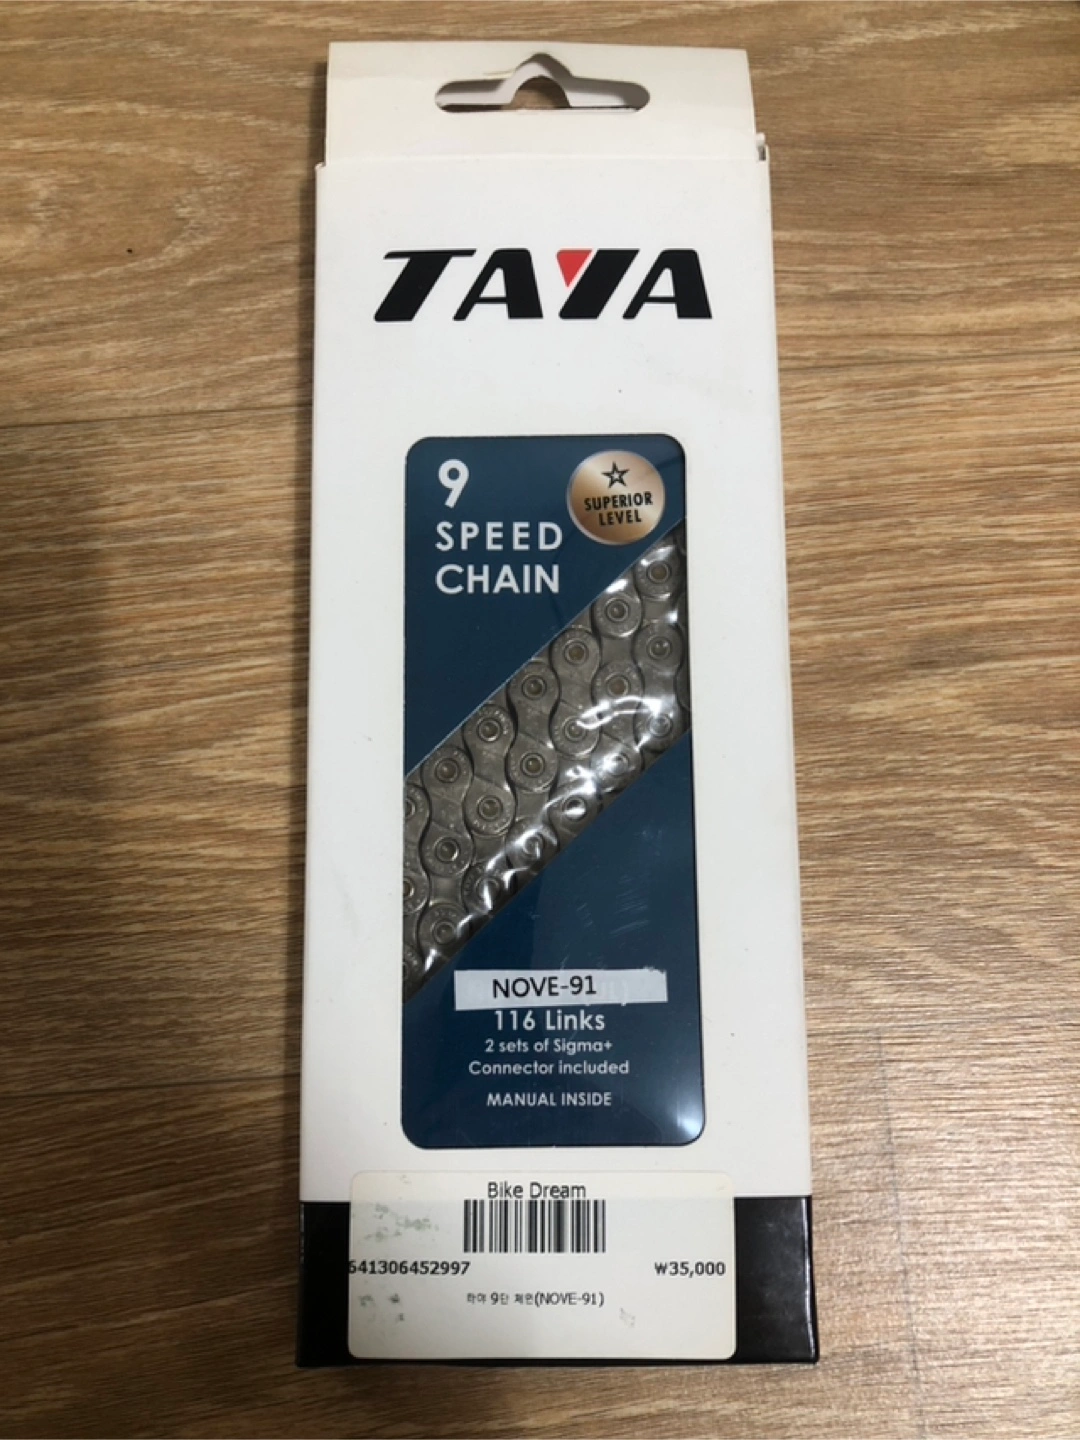 TAYA
9
SPEED
CHAIN
SUPERIOR
LEVEL
NOVE-91
116 Links
2 sets of Sigma+
Connector included
MANUAL INSIDE
Bike Dream
641306452997
₩35,000
타야 9단 체인(NOVE-91)